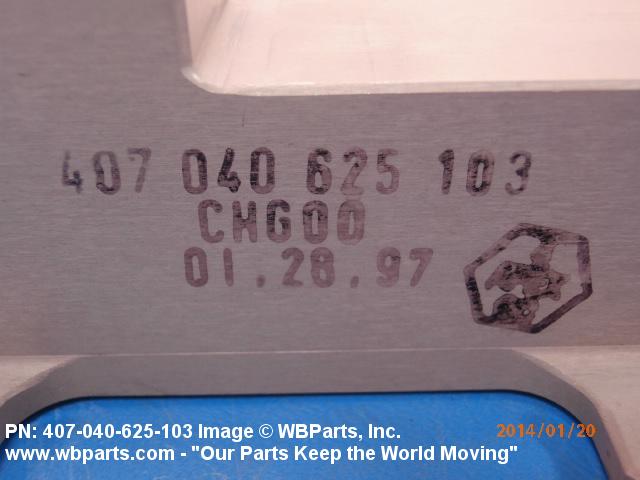 407 040 625 103
CHG00
01.28.97
PN: 407-040-625-103 Image © WBParts, Inc.
2014/01/20
www.wbparts.com - "Our Parts Keep the World Moving"